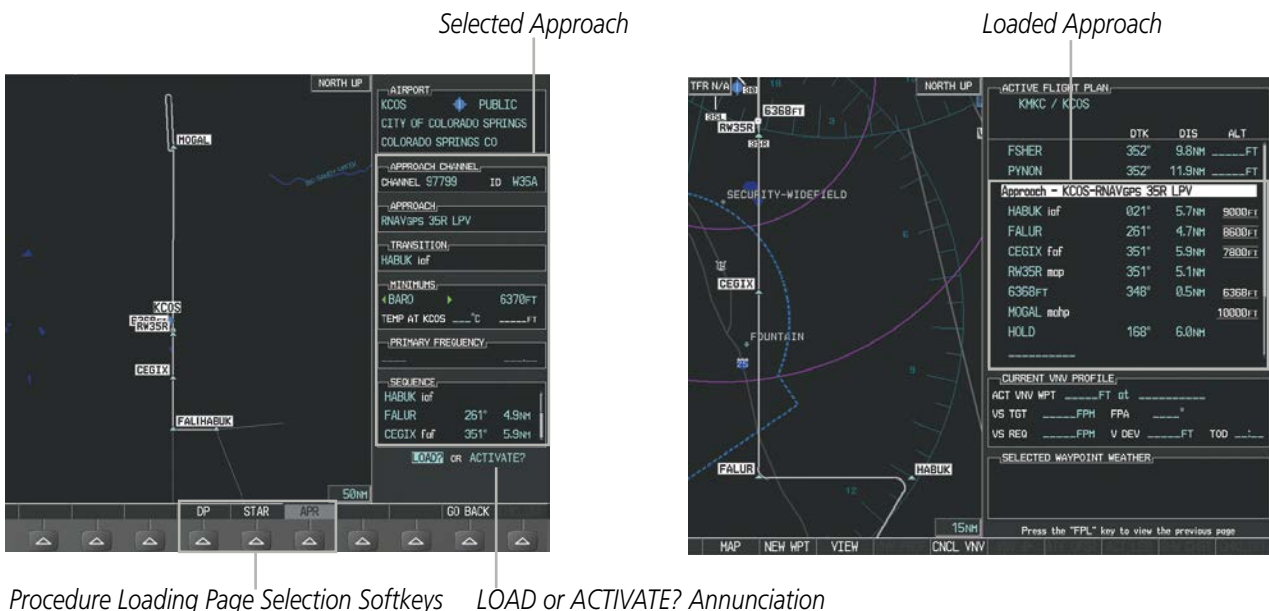 Selected Approach
Loaded Approach
NORTH UP
MOGAL
KCOS
RW35R
CEGIX
FALIHABUK
50NM
AIRPORT
KCOS PUBLIC
CITY OF COLORADO SPRINGS
COLORADO SPRINGS CO
APPROACH CHANNEL
CHANNEL 97799 ID W35A
APPROACH
RNAVGPS 35R LPV
TRANSITION
HABUK iaf
MINIMUMS
BARO 6370FT
TEMP AT KCOS ___°C _____FT
PRIMARY FREQUENCY
SEQUENCE
HABUK iaf
FALUR 261° 4.9NM
CEGIX faf 351° 5.9NM
LOAD? OR ACTIVATE?
DP STAR APR GO BACK
TFR N/A
NORTH UP
6368FT
35L
RW35R
35R
SECURITY-WIDEFIELD
CEGIX
FOUNTAIN
FALUR
HABUK
3
6
9
12
15NM
ACTIVE FLIGHT PLAN
KMKC / KCOS
DTK DIS ALT
FSHER 352° 9.8NM _____FT
PYNON 352° 11.9NM _____FT
Approach - KCOS-RNAVGPS 35R LPV
HABUK iaf 021° 5.7NM 9000FT
FALUR 261° 4.7NM 8600FT
CEGIX faf 351° 5.9NM 7800FT
RW35R map 351° 5.1NM
6368FT 348° 0.5NM 6368FT
MOGAL mahp 10000FT
HOLD 168° 6.0NM
__________
CURRENT VNV PROFILE
ACT VNV WPT _____FT at __________
VS TGT _____FPM FPA ____°
VS REQ _____FPM V DEV _____FT TOD __:__
SELECTED WAYPOINT WEATHER
Press the "FPL" key to view the previous page
MAP NEW WPT VIEW CNCL VNV
Procedure Loading Page Selection Softkeys
LOAD or ACTIVATE? Annunciation